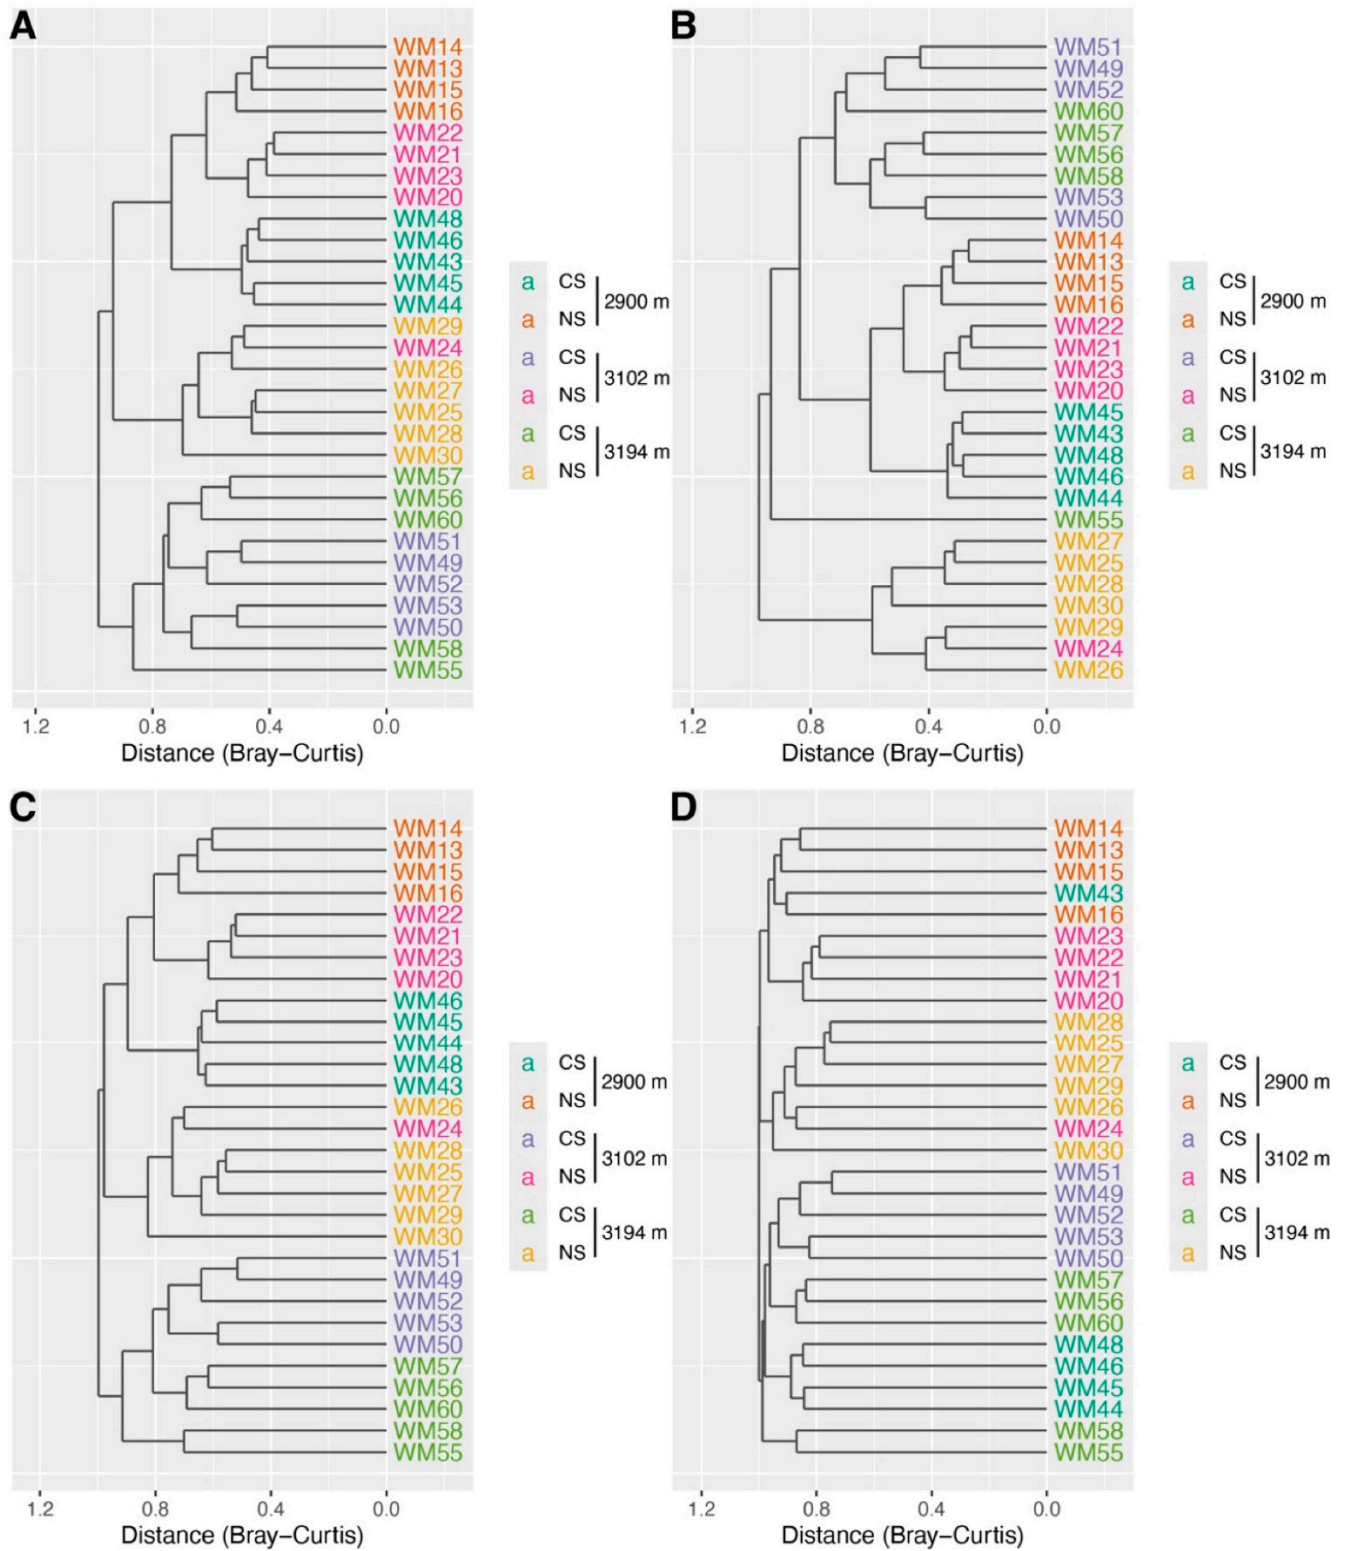 A
WM14
WM13
WM15
WM16
WM22
WM21
WM23
WM20
WM48
WM46
WM43
WM45
WM44
WM29
WM24
WM26
WM27
WM25
WM28
WM30
WM57
WM56
WM60
WM51
WM49
WM52
WM53
WM50
WM58
WM55
1.2 0.8 0.4 0.0
Distance (Bray–Curtis)
a CS
a NS
2900 m
a CS
a NS
3102 m
a CS
a NS
3194 m
B
WM51
WM49
WM52
WM60
WM57
WM56
WM58
WM53
WM50
WM14
WM13
WM15
WM16
WM22
WM21
WM23
WM20
WM45
WM43
WM48
WM46
WM44
WM55
WM27
WM25
WM28
WM30
WM29
WM24
WM26
1.2 0.8 0.4 0.0
Distance (Bray–Curtis)
a CS
a NS
2900 m
a CS
a NS
3102 m
a CS
a NS
3194 m
C
WM14
WM13
WM15
WM16
WM22
WM21
WM23
WM20
WM46
WM45
WM44
WM48
WM43
WM26
WM24
WM28
WM25
WM27
WM29
WM30
WM51
WM49
WM52
WM53
WM50
WM57
WM56
WM60
WM58
WM55
1.2 0.8 0.4 0.0
Distance (Bray–Curtis)
a CS
a NS
2900 m
a CS
a NS
3102 m
a CS
a NS
3194 m
D
WM14
WM13
WM15
WM43
WM16
WM23
WM22
WM21
WM20
WM28
WM25
WM27
WM29
WM26
WM24
WM30
WM51
WM49
WM52
WM53
WM50
WM57
WM56
WM60
WM48
WM46
WM45
WM44
WM58
WM55
1.2 0.8 0.4 0.0
Distance (Bray–Curtis)
a CS
a NS
2900 m
a CS
a NS
3102 m
a CS
a NS
3194 m